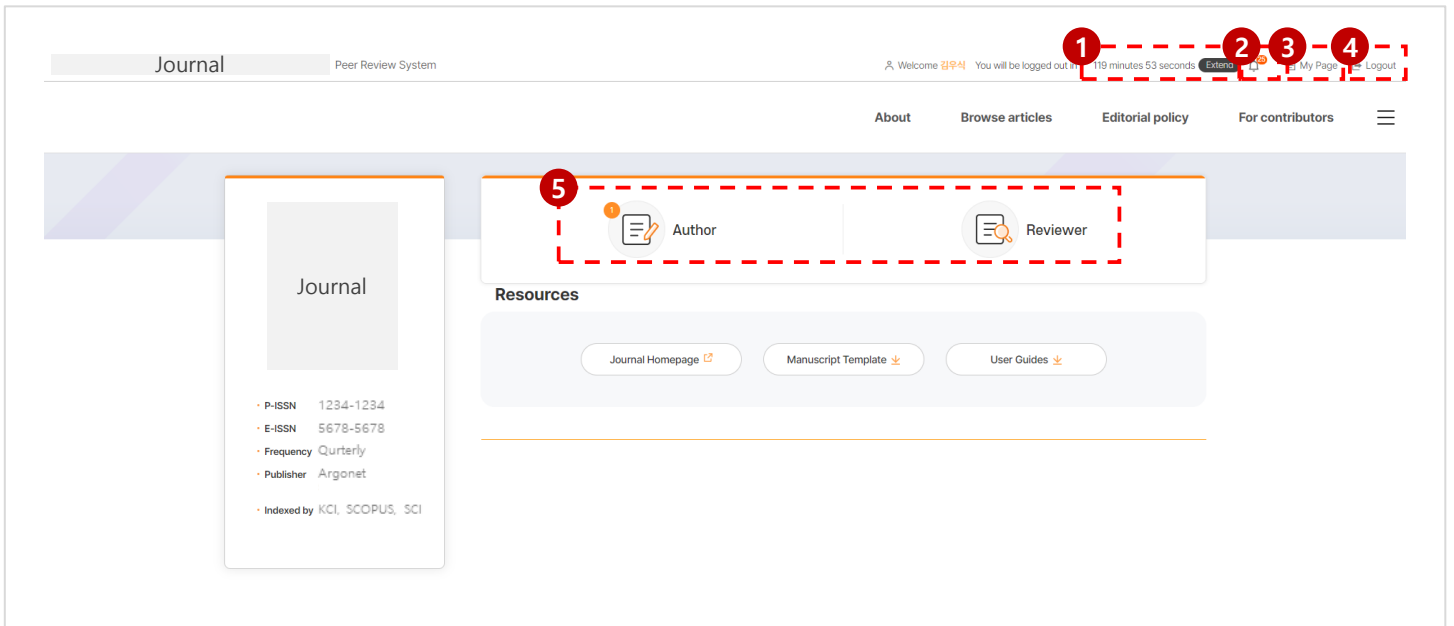 1 2 3 4
Journal Peer Review System Welcome 김우식 You will be logged out in 119 minutes 53 seconds Extend My Page Logout
About Browse articles Editorial policy For contributors
5
1
Author Reviewer
Journal
Resources
Journal Homepage Manuscript Template User Guides
P-ISSN 1234-1234
E-ISSN 5678-5678
Frequency Qurterly
Publisher Argonet
Indexed by KCI, SCOPUS, SCI